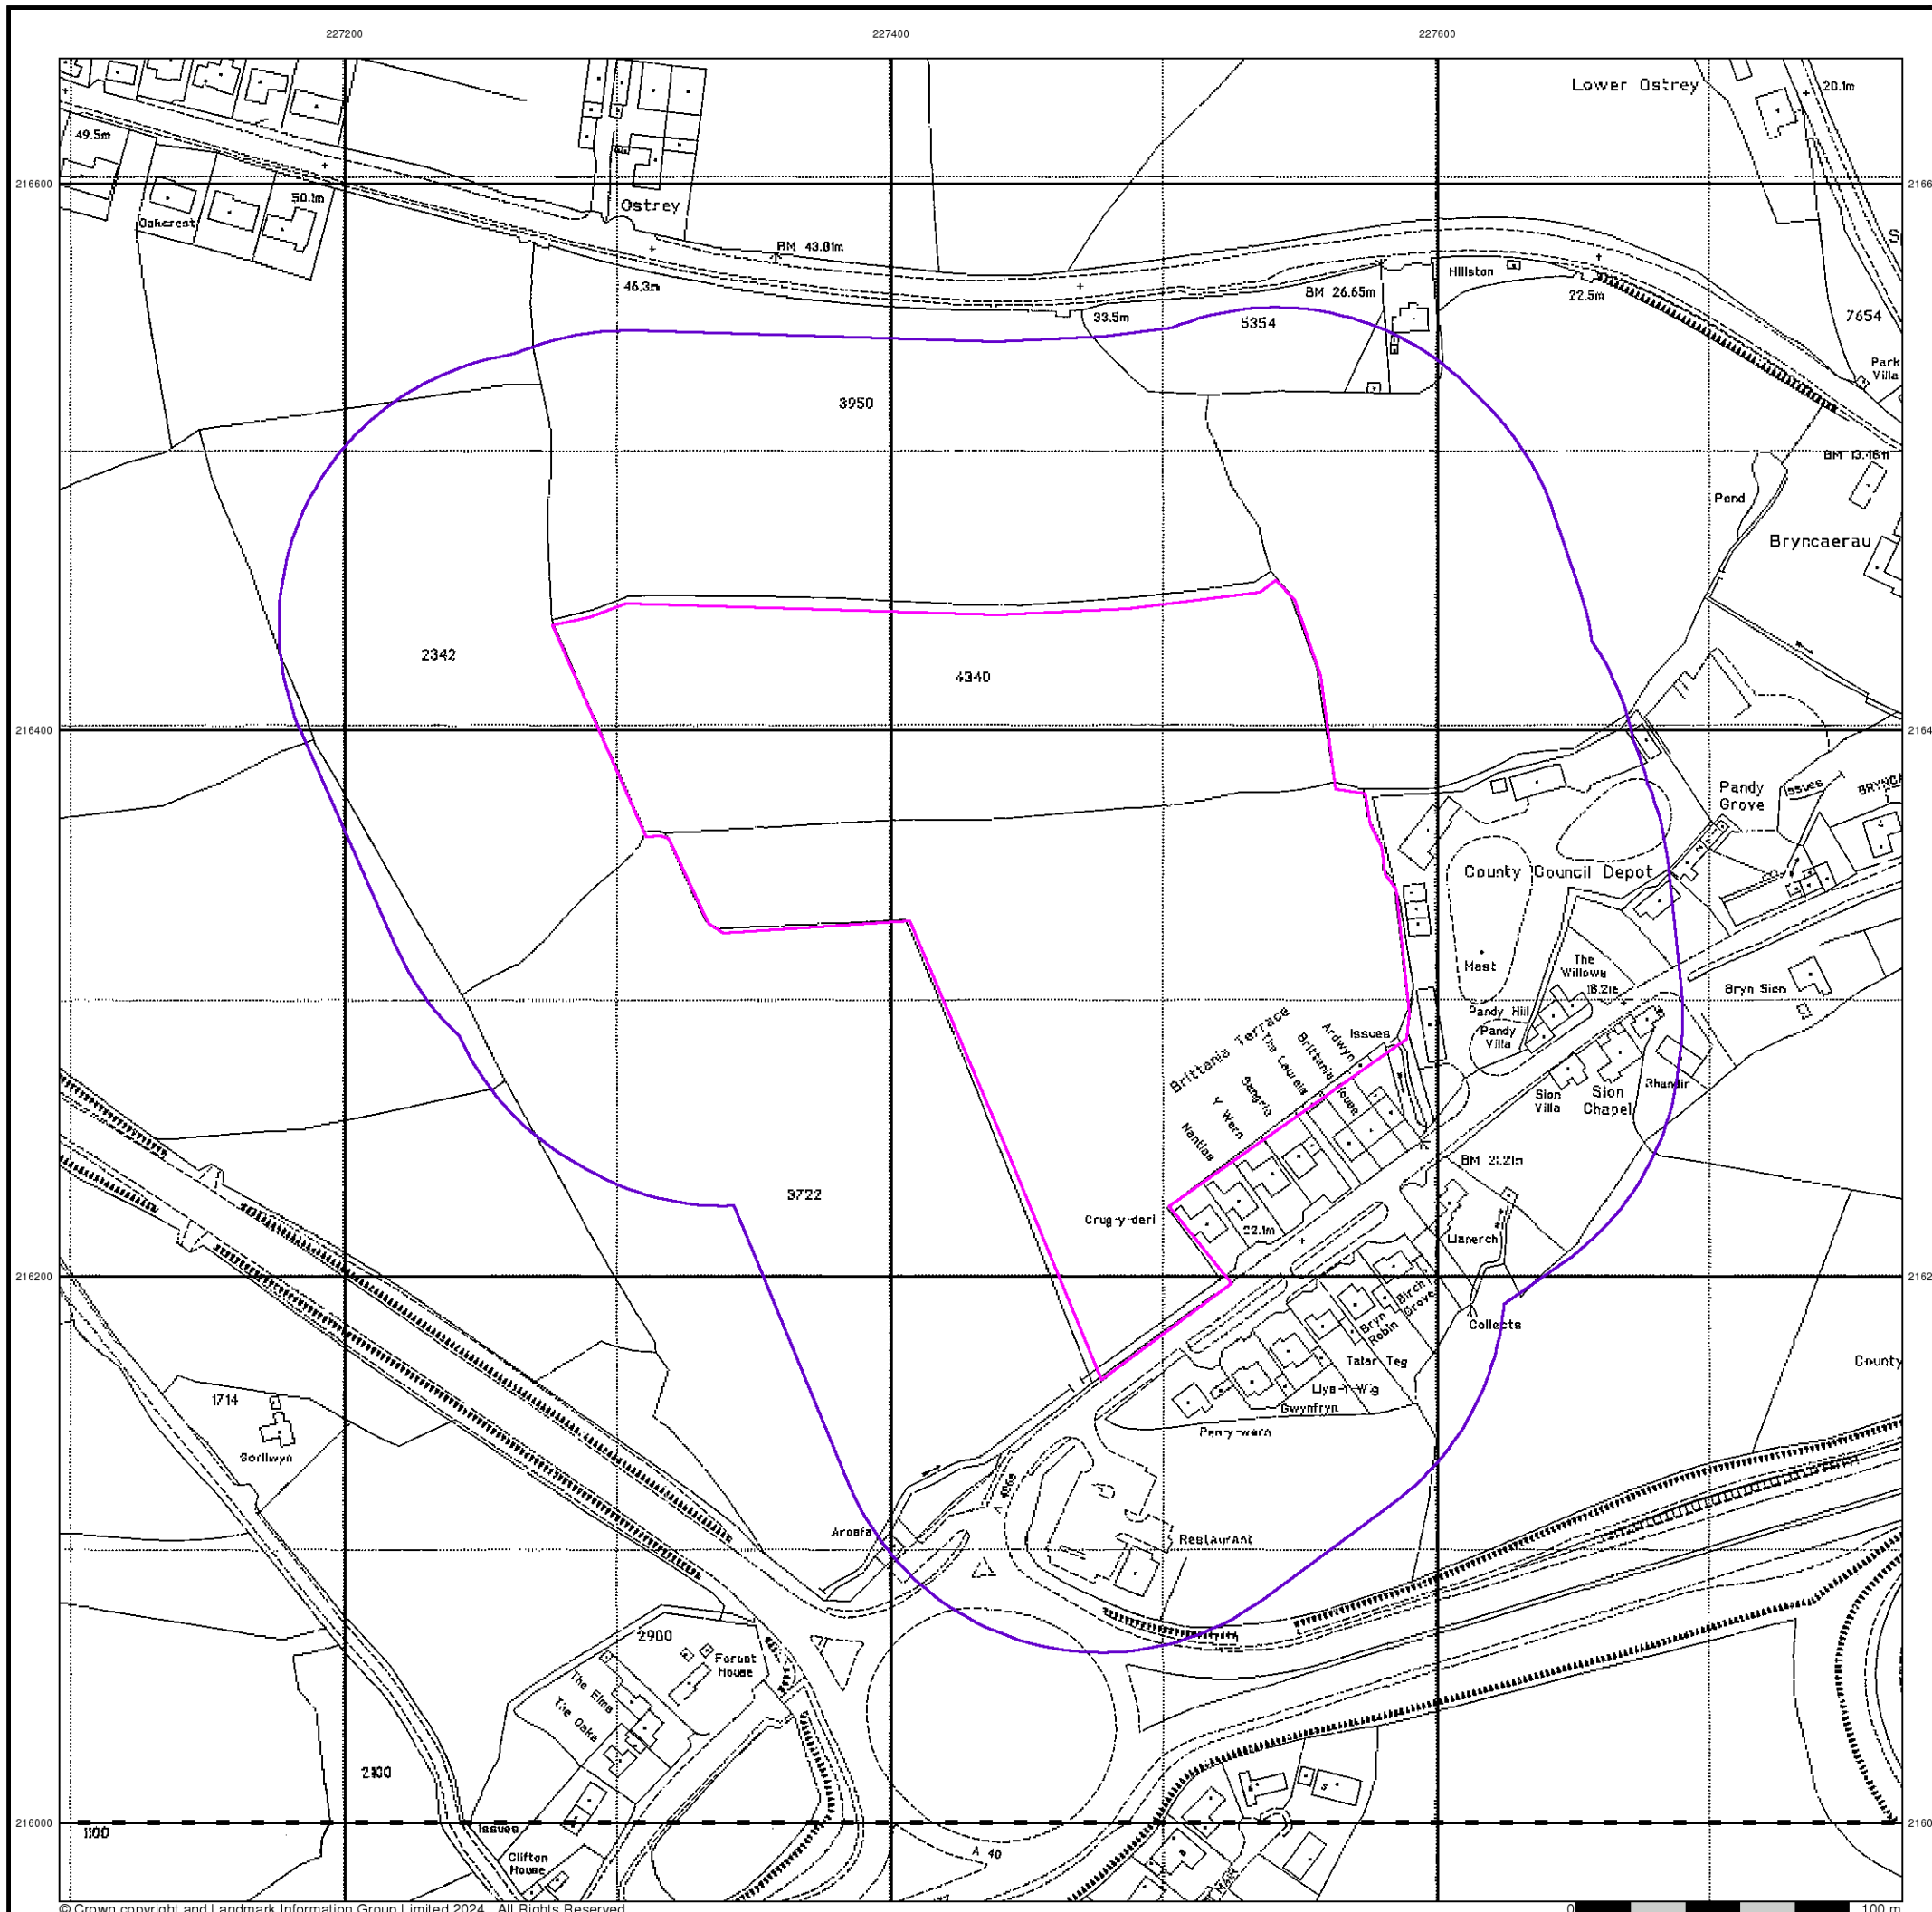 227200
227400
227600
Lower Ostrey
20.1m
49.5m
216600
Oakcrest
50.1m
Ostrey
BM 43.81m
46.3m
33.5m
BM 26.65m
5354
Hillston
22.5m
7654
Park
Villa
3950
BM 13.46m
Pond
Bryncaerau
2342
4340
216400
Pandy
Grove
Issues
County Council Depot
Mast
The
Willows
18.2m
Bryn Sion
Pandy Hill
Pandy
Villa
Brittania Terrace
Ardwyn
Brittania House
The Laurels
Sangria
Y Wern
Nantlas
Issues
Sion
Villa
Sion
Chapel
Rhandir
BM 21.21m
3722
Crug-y-deri
22.1m
Llanerch
216200
Birch
Grove
Bryn
Robin
Collects
Talar Teg
Llys-Y-Wig
Gwynfryn
Penry-wern
County
1714
Gorllwyn
Arosfa
Restaurant
2900
Forest
House
The Elms
The Oaks
2100
216000
1100
Issues
Clifton
House
A 40
© Crown copyright and Landmark Information Group Limited 2024. All Rights Reserved.
0
100 m